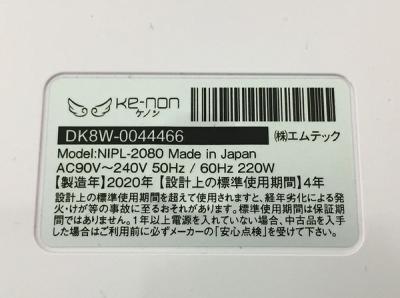 ke-non
ケノン
DK8W-0044466
㈱エムテック
Model:NIPL-2080 Made in Japan
AC90V～240V 50Hz / 60Hz 220W
【製造年】2020年【設計上の標準使用期間】4年
設計上の標準使用期間を超えて使用されますと、経年劣化による発
火・けが等の事故に至るおそれがあります。標準使用期間は保証期
間ではありません。1年以上電源を入れていない場合、中古品を入手
した場合はご利用前に必ずメーカーの「安心点検」を受けて下さい。